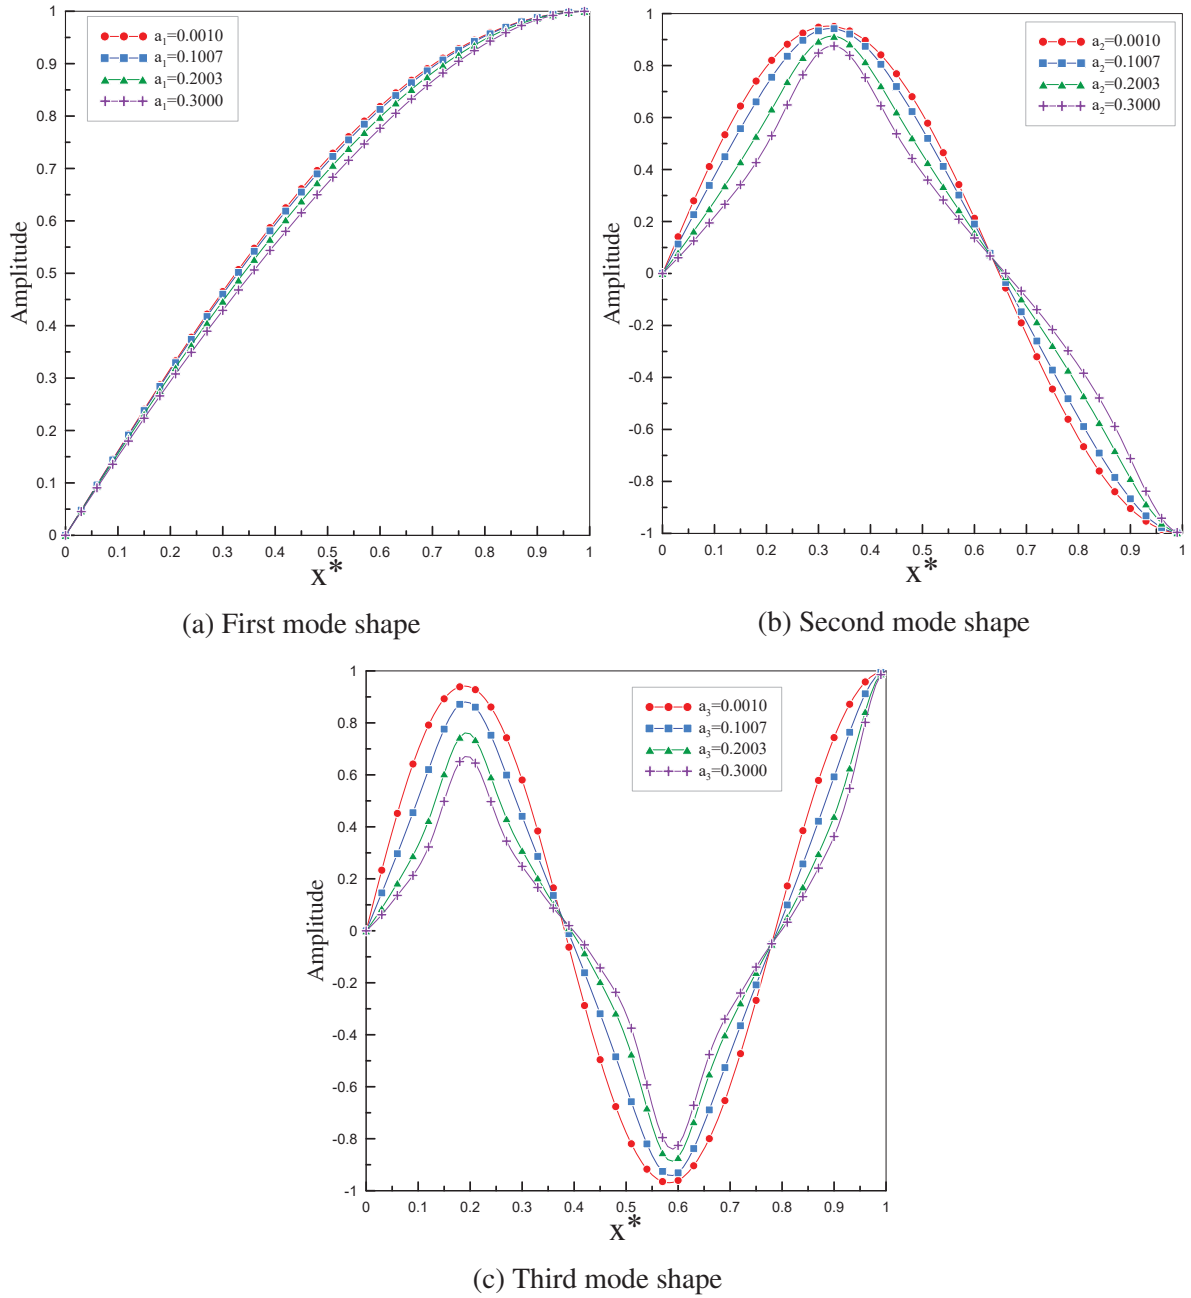 a1=0.0010
a1=0.1007
a1=0.2003
a1=0.3000
Amplitude
1
0.9
0.8
0.7
0.6
0.5
0.4
0.3
0.2
0.1
0
0 0.1 0.2 0.3 0.4 0.5 0.6 0.7 0.8 0.9 1
x*
(a) First mode shape
a2=0.0010
a2=0.1007
a2=0.2003
a2=0.3000
Amplitude
1
0.8
0.6
0.4
0.2
0
-0.2
-0.4
-0.6
-0.8
-1
0 0.1 0.2 0.3 0.4 0.5 0.6 0.7 0.8 0.9 1
x*
(b) Second mode shape
a3=0.0010
a3=0.1007
a3=0.2003
a3=0.3000
Amplitude
1
0.8
0.6
0.4
0.2
0
-0.2
-0.4
-0.6
-0.8
-1
0 0.1 0.2 0.3 0.4 0.5 0.6 0.7 0.8 0.9 1
x*
(c) Third mode shape